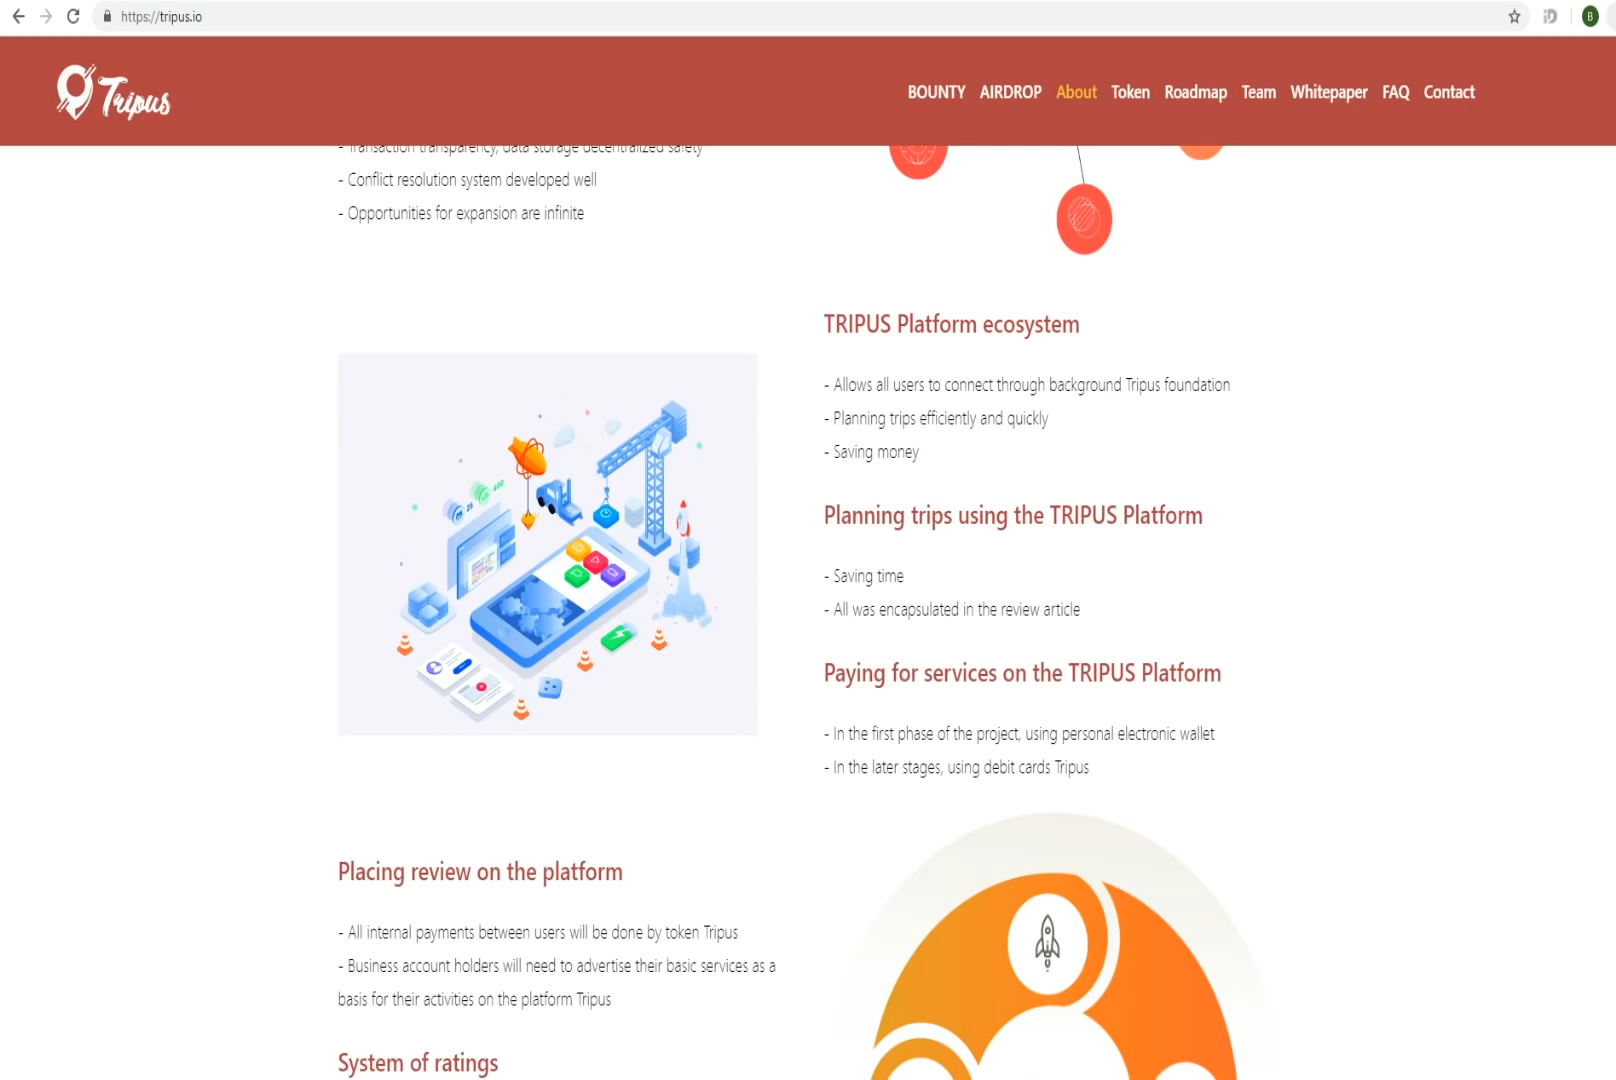 https://tripus.io
B
Tripus
BOUNTY AIRDROP About Token Roadmap Team Whitepaper FAQ Contact
- Transaction transparency, data storage decentralized safety
- Conflict resolution system developed well
- Opportunities for expansion are infinite
TRIPUS Platform ecosystem
- Allows all users to connect through background Tripus foundation
- Planning trips efficiently and quickly
- Saving money
Planning trips using the TRIPUS Platform
- Saving time
- All was encapsulated in the review article
Paying for services on the TRIPUS Platform
- In the first phase of the project, using personal electronic wallet
- In the later stages, using debit cards Tripus
Placing review on the platform
- All internal payments between users will be done by token Tripus
- Business account holders will need to advertise their basic services as a
basis for their activities on the platform Tripus
System of ratings